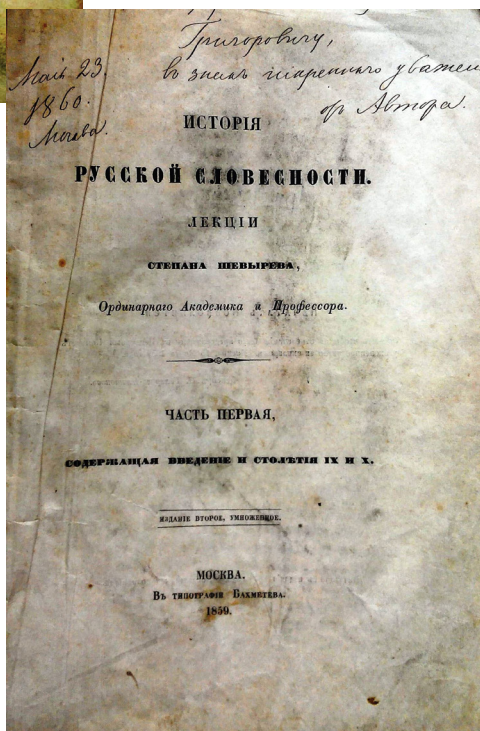 Григоровичу,
въ знакъ искренняго уважен
отъ Автора.
Маія 23.
1860.
Москва.
ИСТОРІЯ
РУССКОЙ СЛОВЕСНОСТИ.
ЛЕКЦІИ
СТЕПАНА ШЕВЫРЕВА,
Ординарнаго Академика и Профессора.
ЧАСТЬ ПЕРВАЯ,
СОДЕРЖАЩАЯ ВВЕДЕНІЕ И СТОЛѢТІЯ IX И X.
ИЗДАНІЕ ВТОРОЕ, УМНОЖЕННОЕ.
МОСКВА.
Въ типографіи Бахметева.
1859.